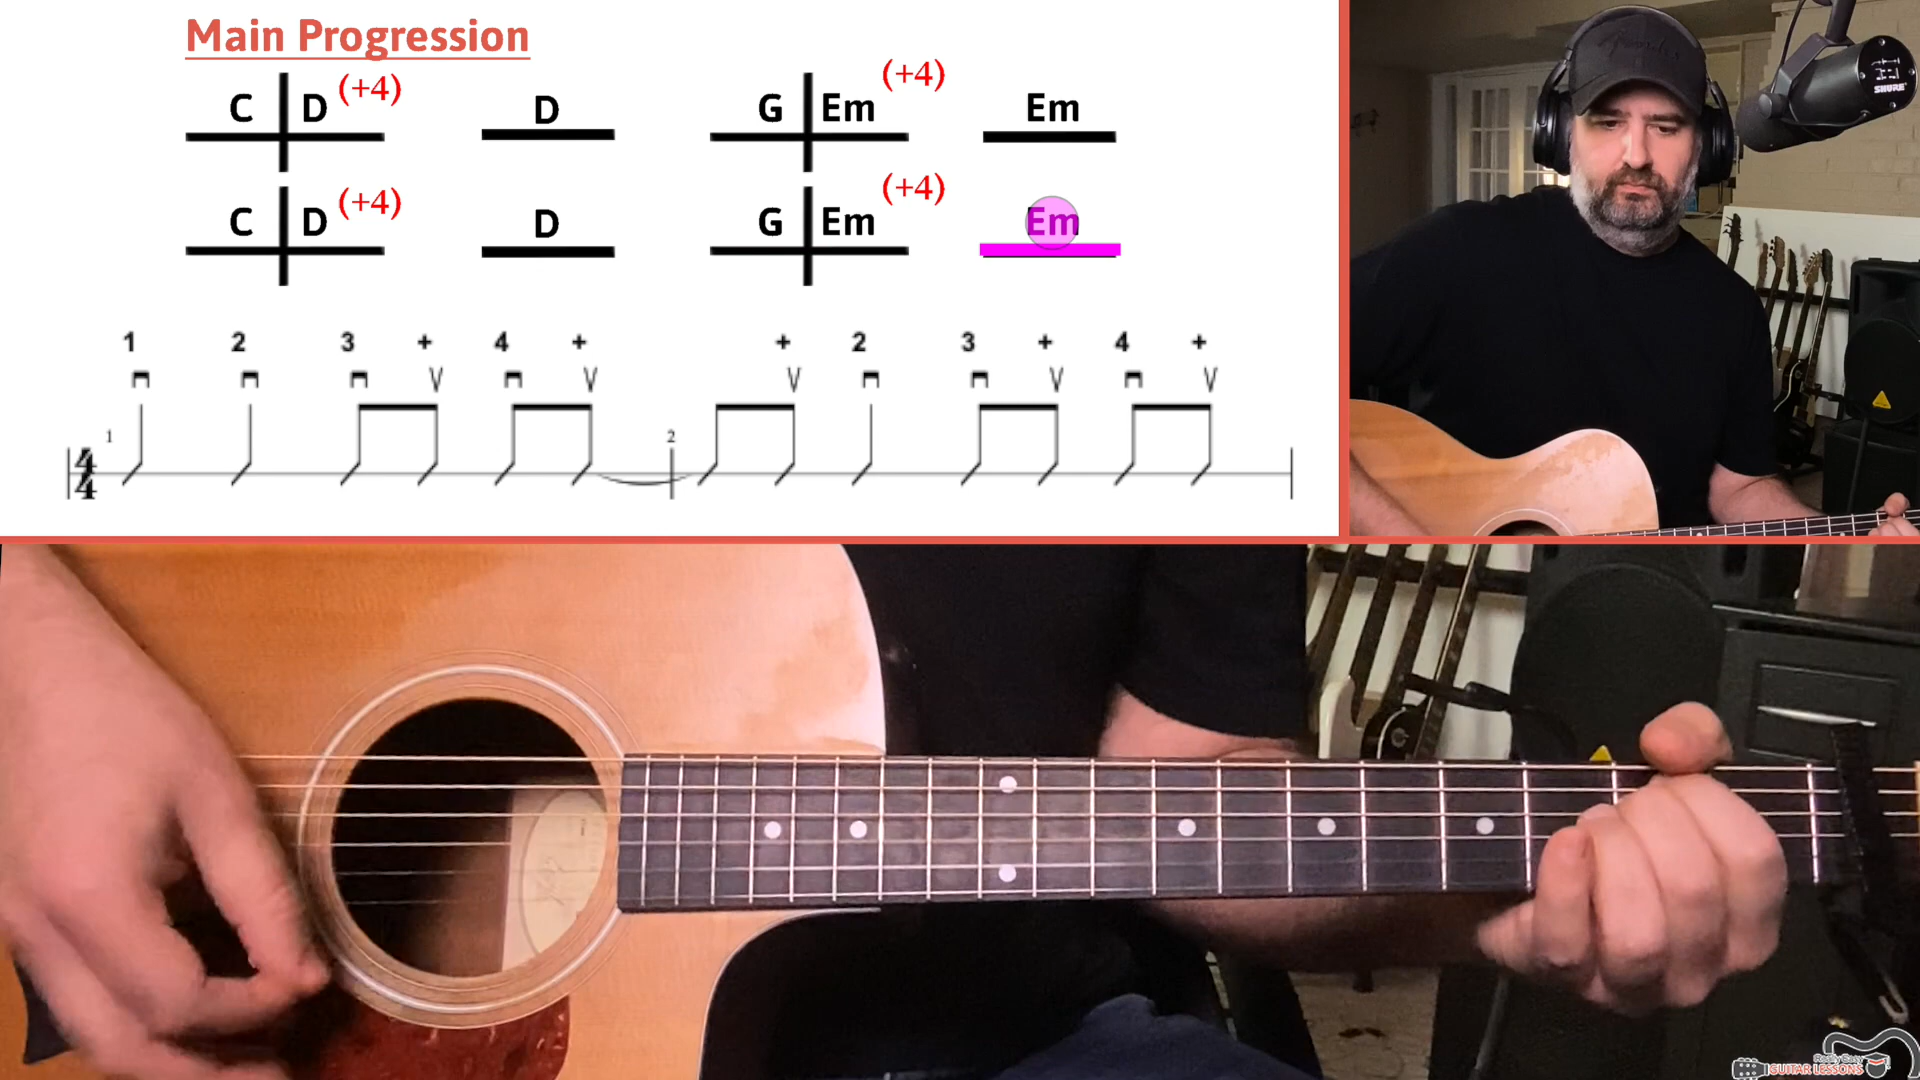 Main Progression
C D (+4) D G Em (+4) Em
C D (+4) D G Em (+4) Em
1 2 3 + 4 + + 2 3 + 4 +
1 2
4
4
SHURE
ReallyEasy
GUITAR LESSONS